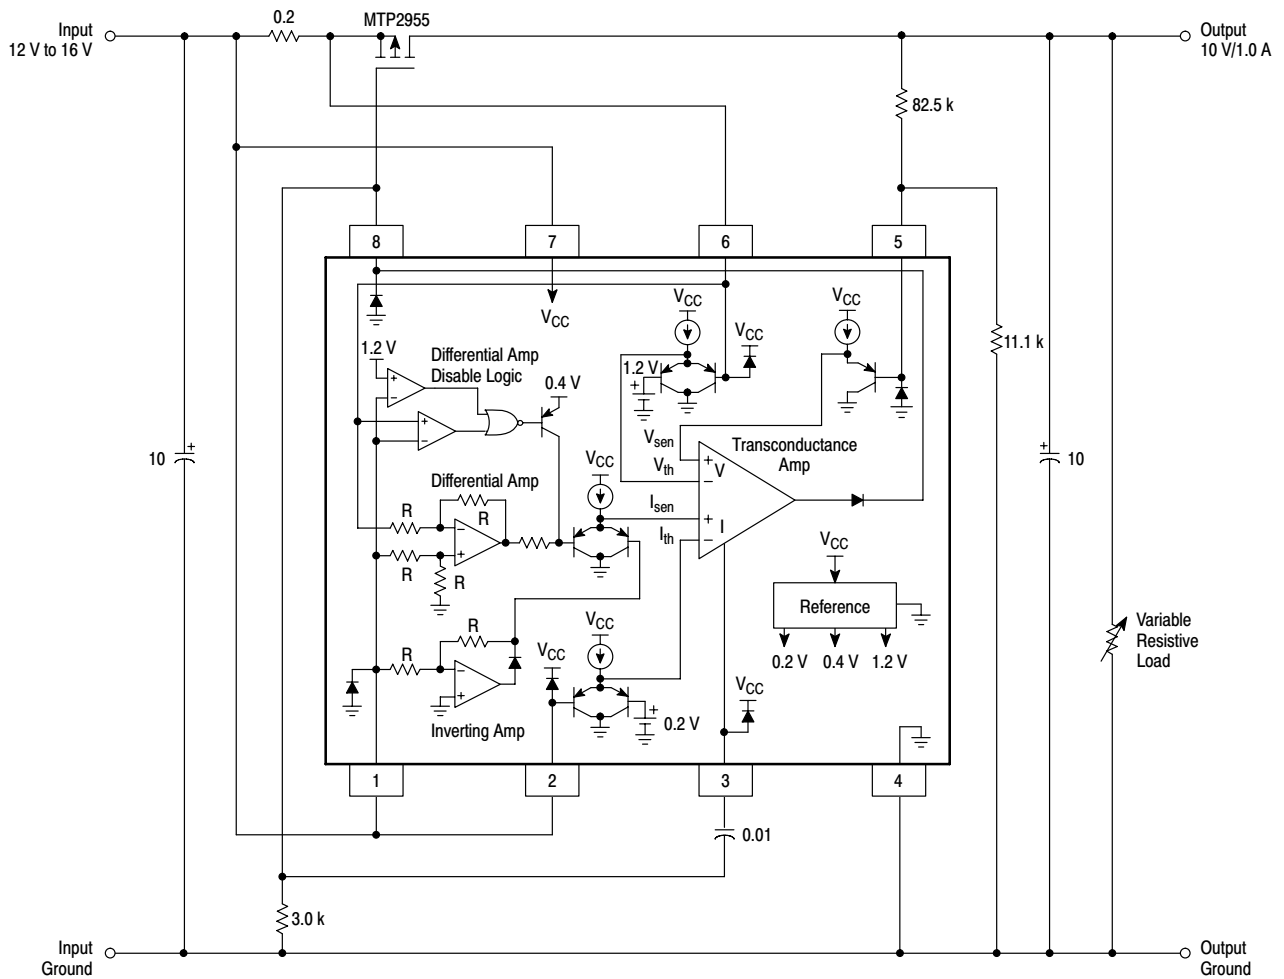 Input
12 V to 16 V
0.2
MTP2955
Output
10 V/1.0 A
82.5 k
8
7
6
5
VCC
VCC
VCC
VCC
1.2 V
Differential Amp
Disable Logic
0.4 V
1.2 V
+
+
−
+
−
11.1 k
10
+
Vsen
Vth
Isen
Ith
+
V
−
+
I
−
Transconductance
Amp
+
10
Differential Amp
VCC
R
R
−
+
R
R
VCC
Reference
0.2 V
0.4 V
1.2 V
Variable
Resistive
Load
R
R
−
+
VCC
VCC
VCC
+
0.2 V
Inverting Amp
1
2
3
4
0.01
3.0 k
Input
Ground
Output
Ground